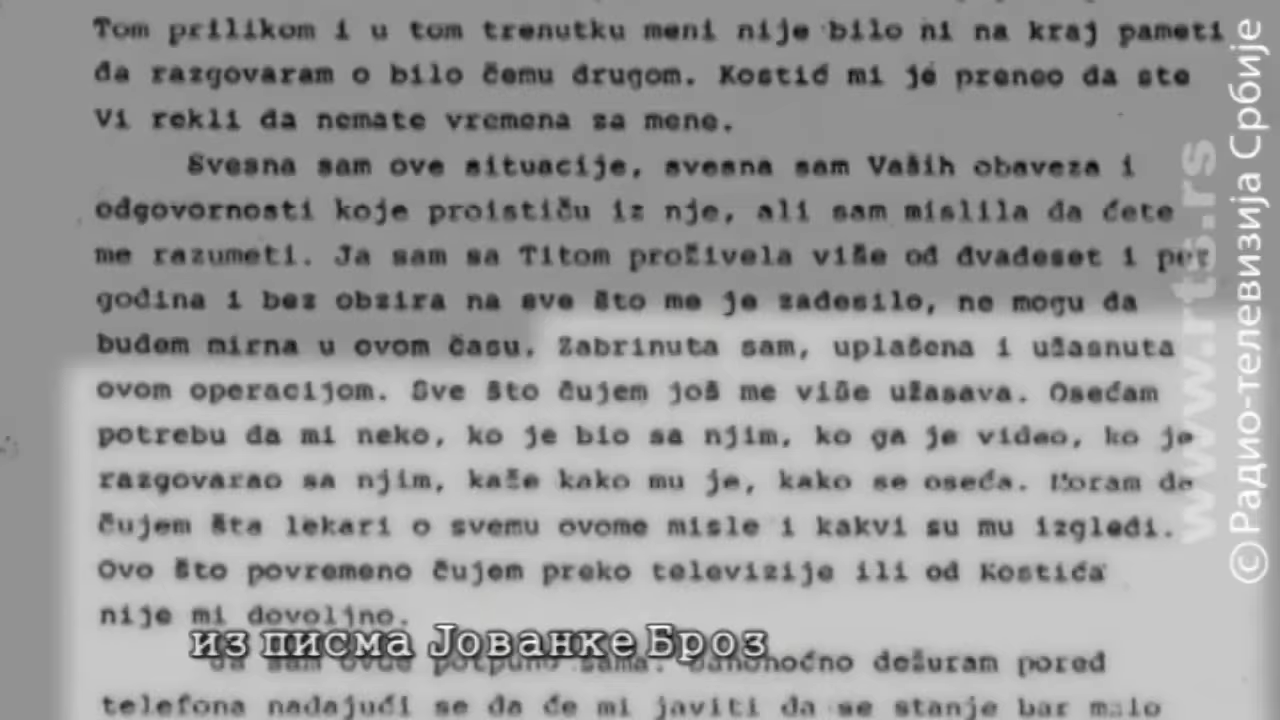 Tom prilikom i u tom trenutku meni nije bilo ni na kraj pameti
da razgovaram o bilo čemu drugom. Kostić mi je preneo da ste
Vi rekli da nemate vremena za mene.
Svesna sam ove situacije, svesna sam Vaših obaveza i
odgovornosti koje proističu iz nje, ali sam mislila da ćete
me razumeti. Ja sam sa Titom proživela više od dvadeset i pet
godina i bez obzira na sve što me je zadesilo, ne mogu da
budem mirna u ovom času. Zabrinuta sam, uplašena i užasnuta
ovom operacijom. Sve što čujem još me više užasava. Osećam
potrebu da mi neko, ko je bio sa njim, ko ga je video, ko je
razgovarao sa njim, kaže kako mu je, kako se oseća. Moram da
čujem šta lekari o svemu ovome misle i kakvi su mu izgledi.
Ovo što povremeno čujem preko televizije ili od Kostića
nije mi dovoljno.
из писма Јованке Броз
sam ovde potpuno sama. Danonoćno dežuram pored
telefona nadajući se da će mi javiti da se stanje bar malo
www.rts.rs
© Радио-телевизија Србије